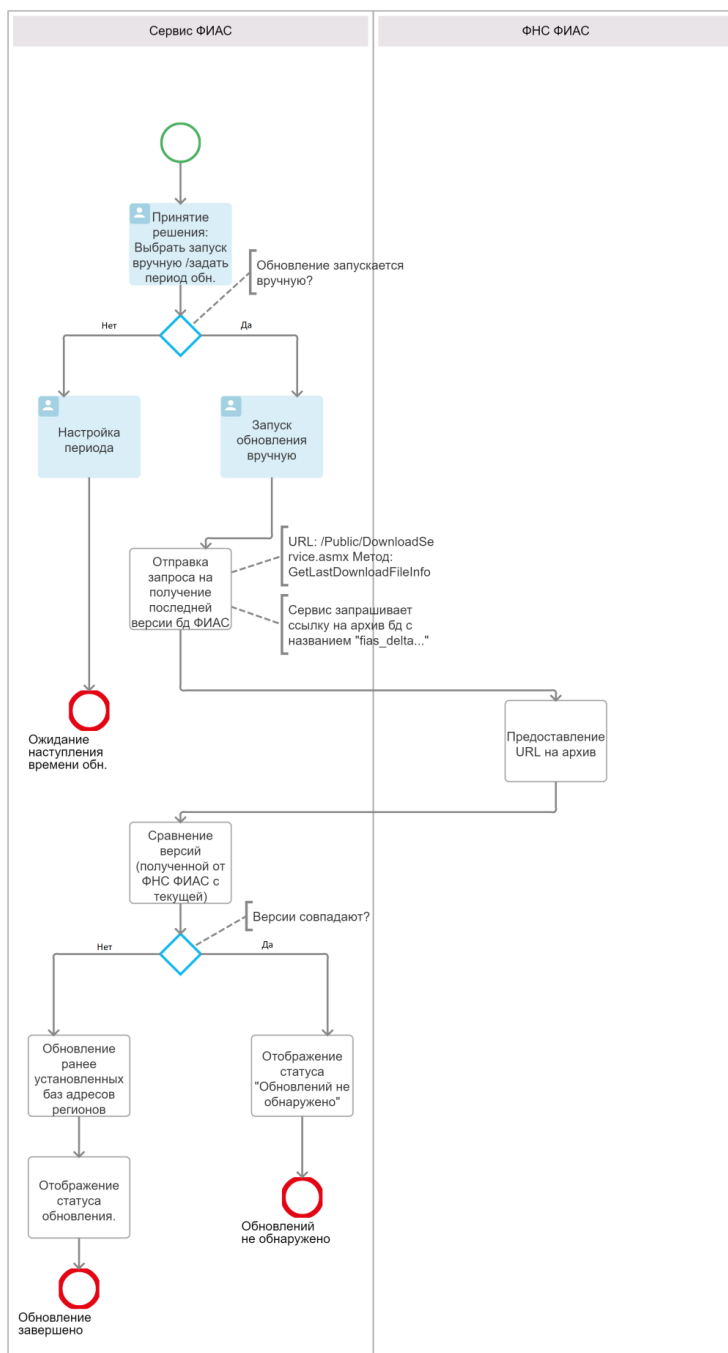 Сервис ФИАС
ФНС ФИАС
Принятие
решения:
Выбрать запуск
вручную /задать
период обн.
Обновление запускается
вручную?
Нет
Да
Настройка
периода
Запуск
обновления
вручную
URL: /Public/DownloadSe
rvice.asmx Метод:
GetLastDownloadFileInfo
Отправка
запроса на
получение
последней
версии бд ФИАС
Сервис запрашивает
ссылку на архив бд с
названием "fias_delta..."
Ожидание
наступления
времени обн.
Предоставление
URL на архив
Сравнение
версий
(полученной от
ФНС ФИАС с
текущей)
Версии совпадают?
Нет
Да
Обновление
ранее
установленных
баз адресов
регионов
Отображение
статуса
"Обновлений не
обнаружено"
Отображение
статуса
обновления.
Обновлений
не обнаружено
Обновление
завершено